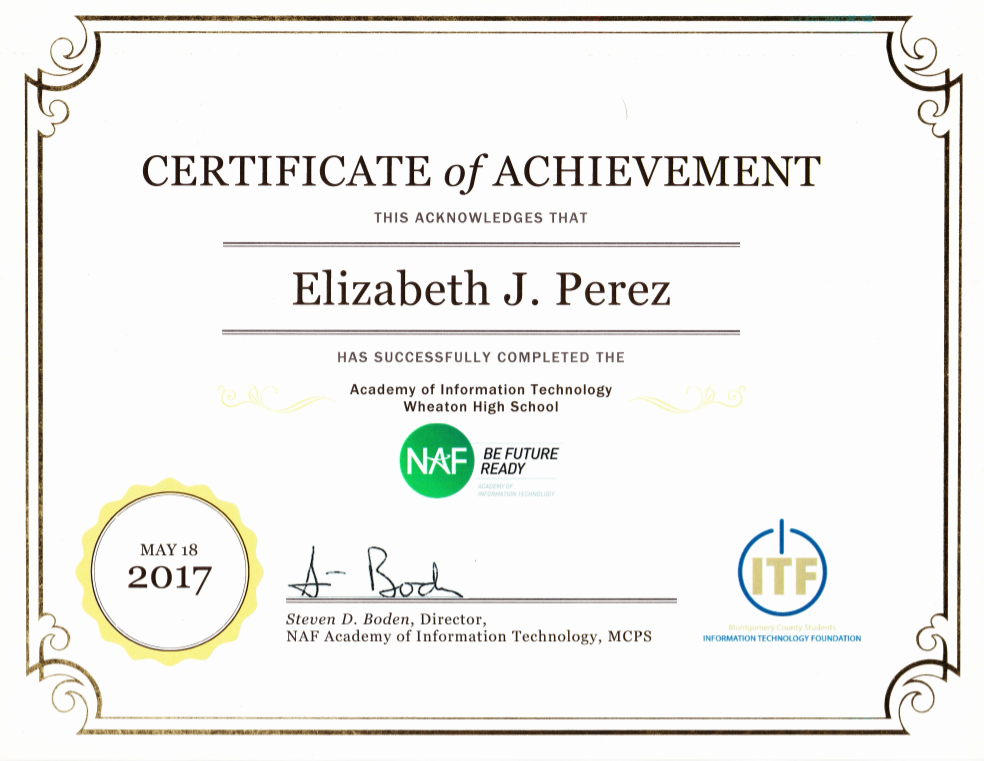 CERTIFICATE of ACHIEVEMENT
THIS ACKNOWLEDGES THAT
Elizabeth J. Perez
HAS SUCCESSFULLY COMPLETED THE
Academy of Information Technology
Wheaton High School
NAF
BE FUTURE
READY
ACADEMY OF
INFORMATION TECHNOLOGY
MAY 18
2017
Steven D. Boden, Director,
NAF Academy of Information Technology, MCPS
ITF
Montgomery County Students
INFORMATION TECHNOLOGY FOUNDATION